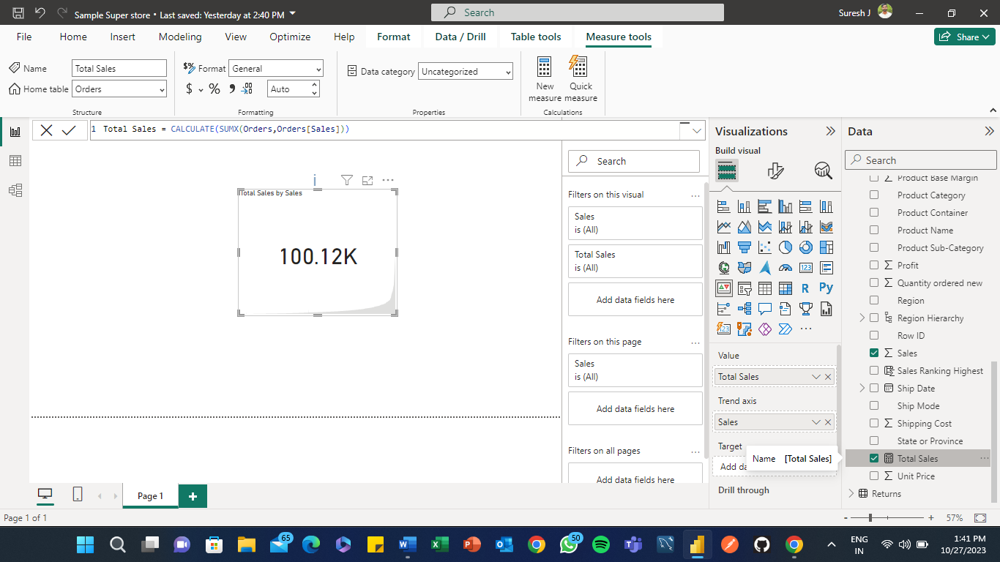 Sample Super store • Last saved: Yesterday at 2:40 PM
Search
Suresh J
File Home Insert Modeling View Optimize Help Format Data / Drill Table tools Measure tools
Share
Name Total Sales
Home table Orders
Structure
$% Format General
$ % Auto
Formatting
Data category Uncategorized
Properties
New measure
Quick measure
Calculations
1 Total Sales = CALCULATE(SUMX(Orders,Orders[Sales]))
Total Sales by Sales
100.12K
Search
Filters on this visual
Sales
is (All)
Total Sales
is (All)
Add data fields here
Filters on this page
Sales
is (All)
Add data fields here
Filters on all pages
Add data fields here
Visualizations
Build visual
123
R Py
123
Value
Total Sales
Trend axis
Sales
Target
Add da
Name [Total Sales]
Drill through
Data
Search
Product Base Margin
Product Category
Product Container
Product Name
Product Sub-Category
Profit
Quantity ordered new
Region
Region Hierarchy
Row ID
Sales
Sales Ranking Highest
Ship Date
Ship Mode
Shipping Cost
State or Province
Total Sales
Unit Price
Returns
Page 1
Page 1 of 1
- + 57%
65
50
ENG
IN
1:41 PM
10/27/2023